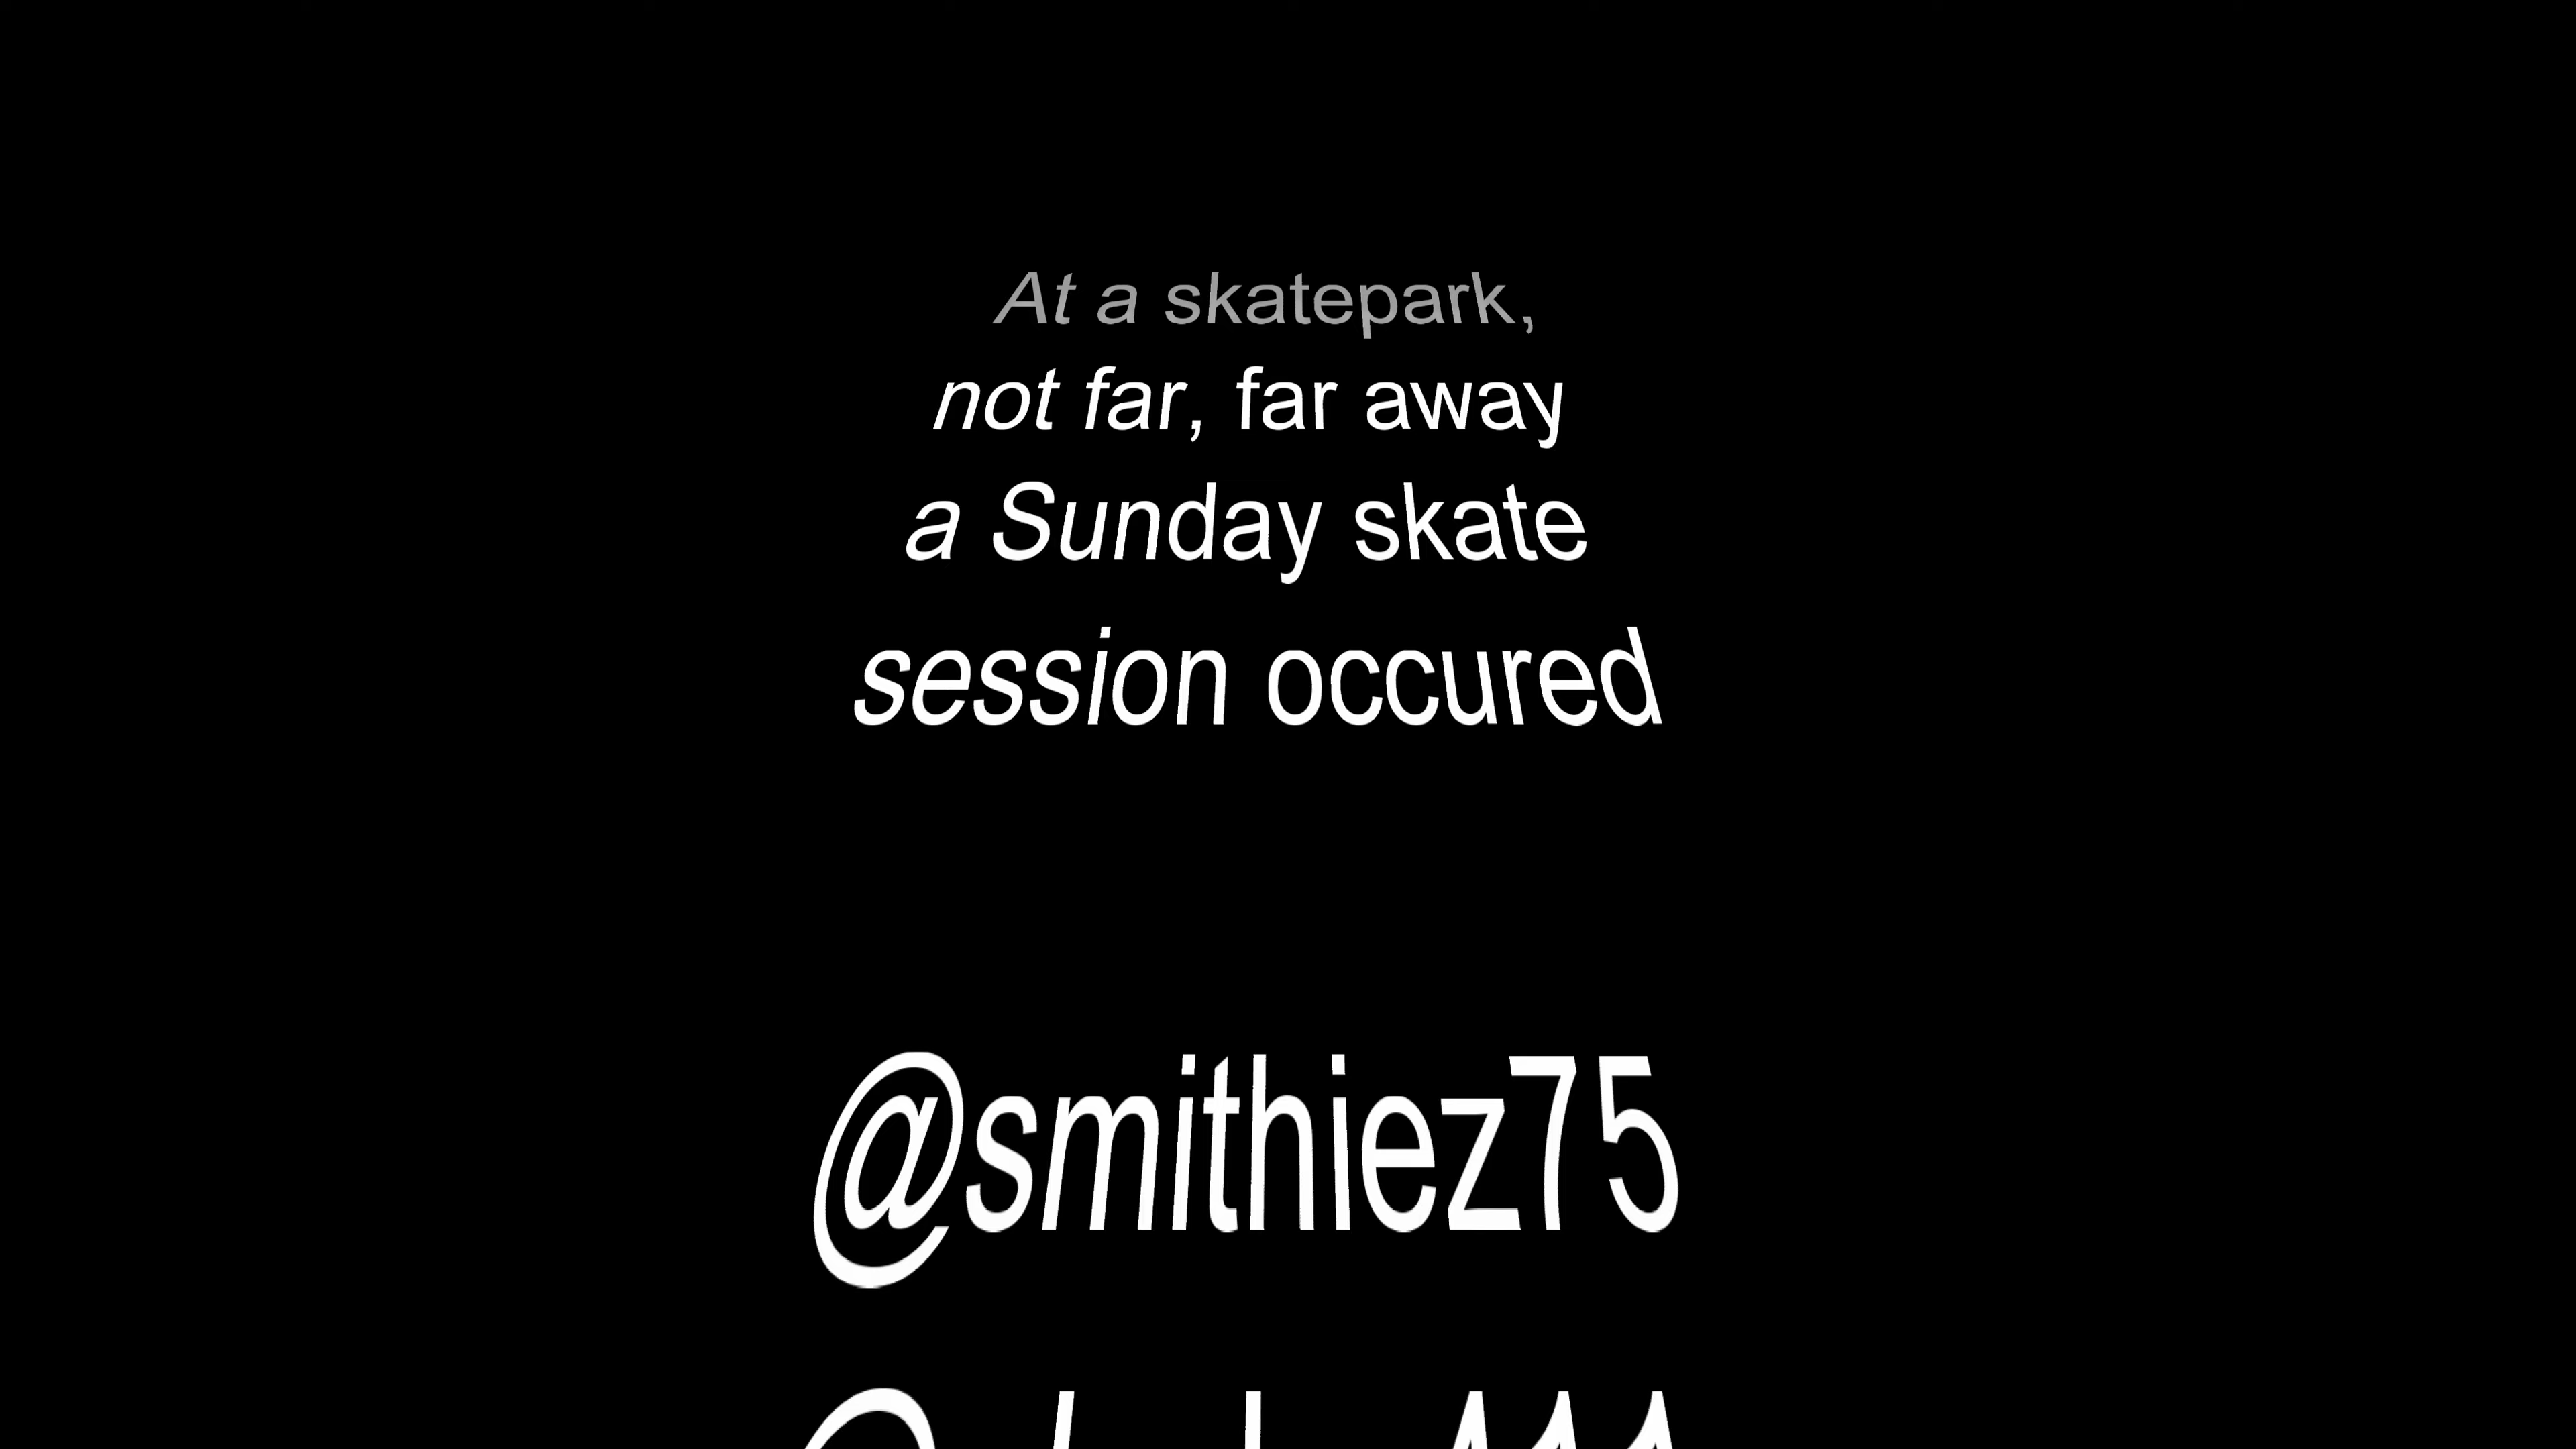 At a skatepark,
not far, far away
a Sunday skate
session occured
@smithiez75